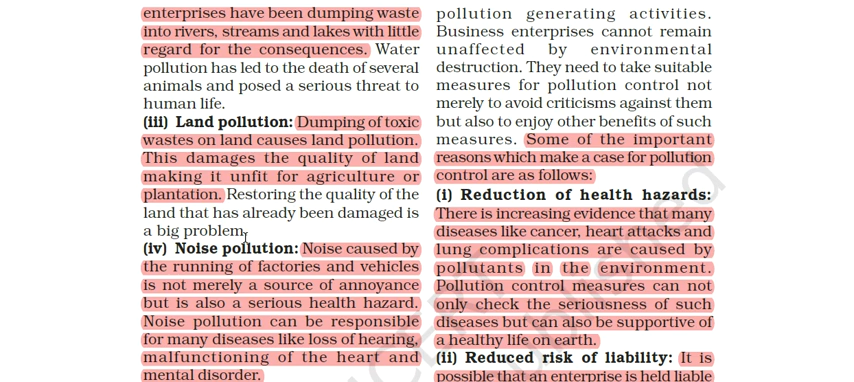 enterprises have been dumping waste
into rivers, streams and lakes with little
regard for the consequences. Water
pollution has led to the death of several
animals and posed a serious threat to
human life.
(iii) Land pollution: Dumping of toxic
wastes on land causes land pollution.
This damages the quality of land
making it unfit for agriculture or
plantation. Restoring the quality of the
land that has already been damaged is
a big problem.
(iv) Noise pollution: Noise caused by
the running of factories and vehicles
is not merely a source of annoyance
but is also a serious health hazard.
Noise pollution can be responsible
for many diseases like loss of hearing,
malfunctioning of the heart and
mental disorder.
pollution generating activities.
Business enterprises cannot remain
unaffected by environmental
destruction. They need to take suitable
measures for pollution control not
merely to avoid criticisms against them
but also to enjoy other benefits of such
measures. Some of the important
reasons which make a case for pollution
control are as follows:
(i) Reduction of health hazards:
There is increasing evidence that many
diseases like cancer, heart attacks and
lung complications are caused by
pollutants in the environment.
Pollution control measures can not
only check the seriousness of such
diseases but can also be supportive of
a healthy life on earth.
(ii) Reduced risk of liability: It is
possible that an enterprise is held liable